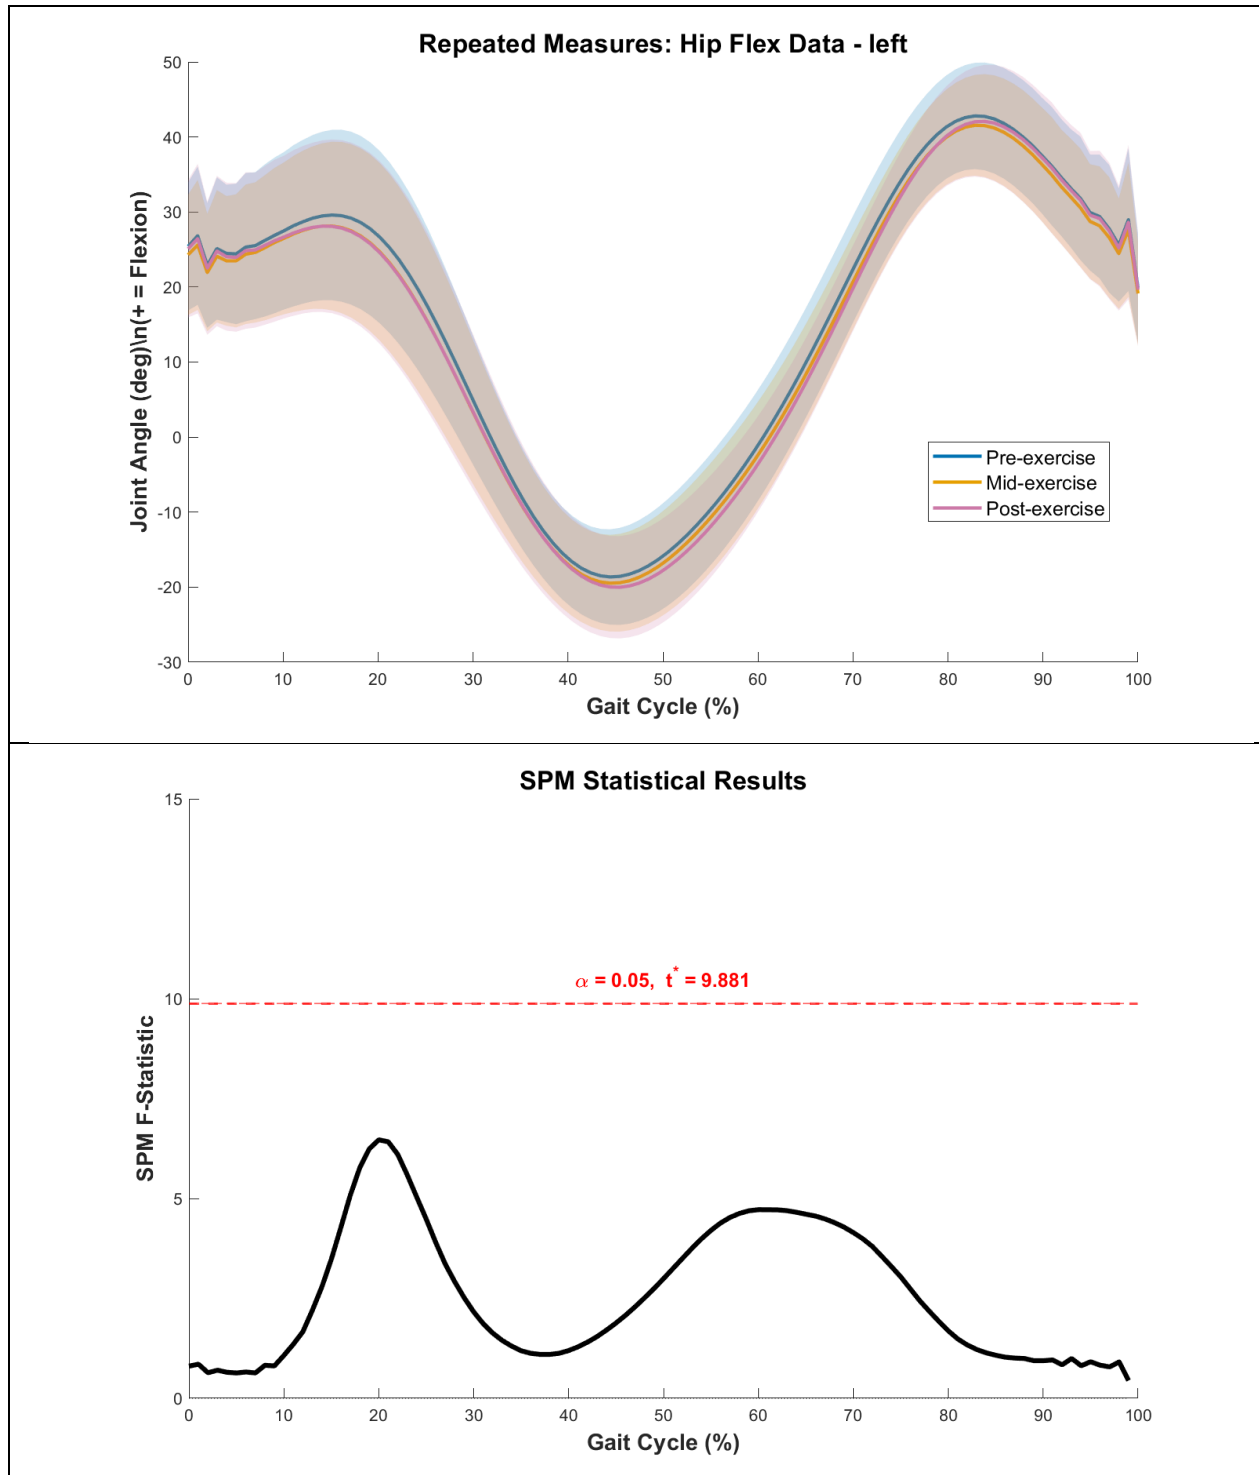 Repeated Measures: Hip Flex Data - left
50
40
30
20
10
0
-10
-20
-30
Joint Angle (deg)\n(+ = Flexion)
Pre-exercise
Mid-exercise
Post-exercise
0 10 20 30 40 50 60 70 80 90 100
Gait Cycle (%)
SPM Statistical Results
15
10
5
0
SPM F-Statistic
α = 0.05, t* = 9.881
0 10 20 30 40 50 60 70 80 90 100
Gait Cycle (%)